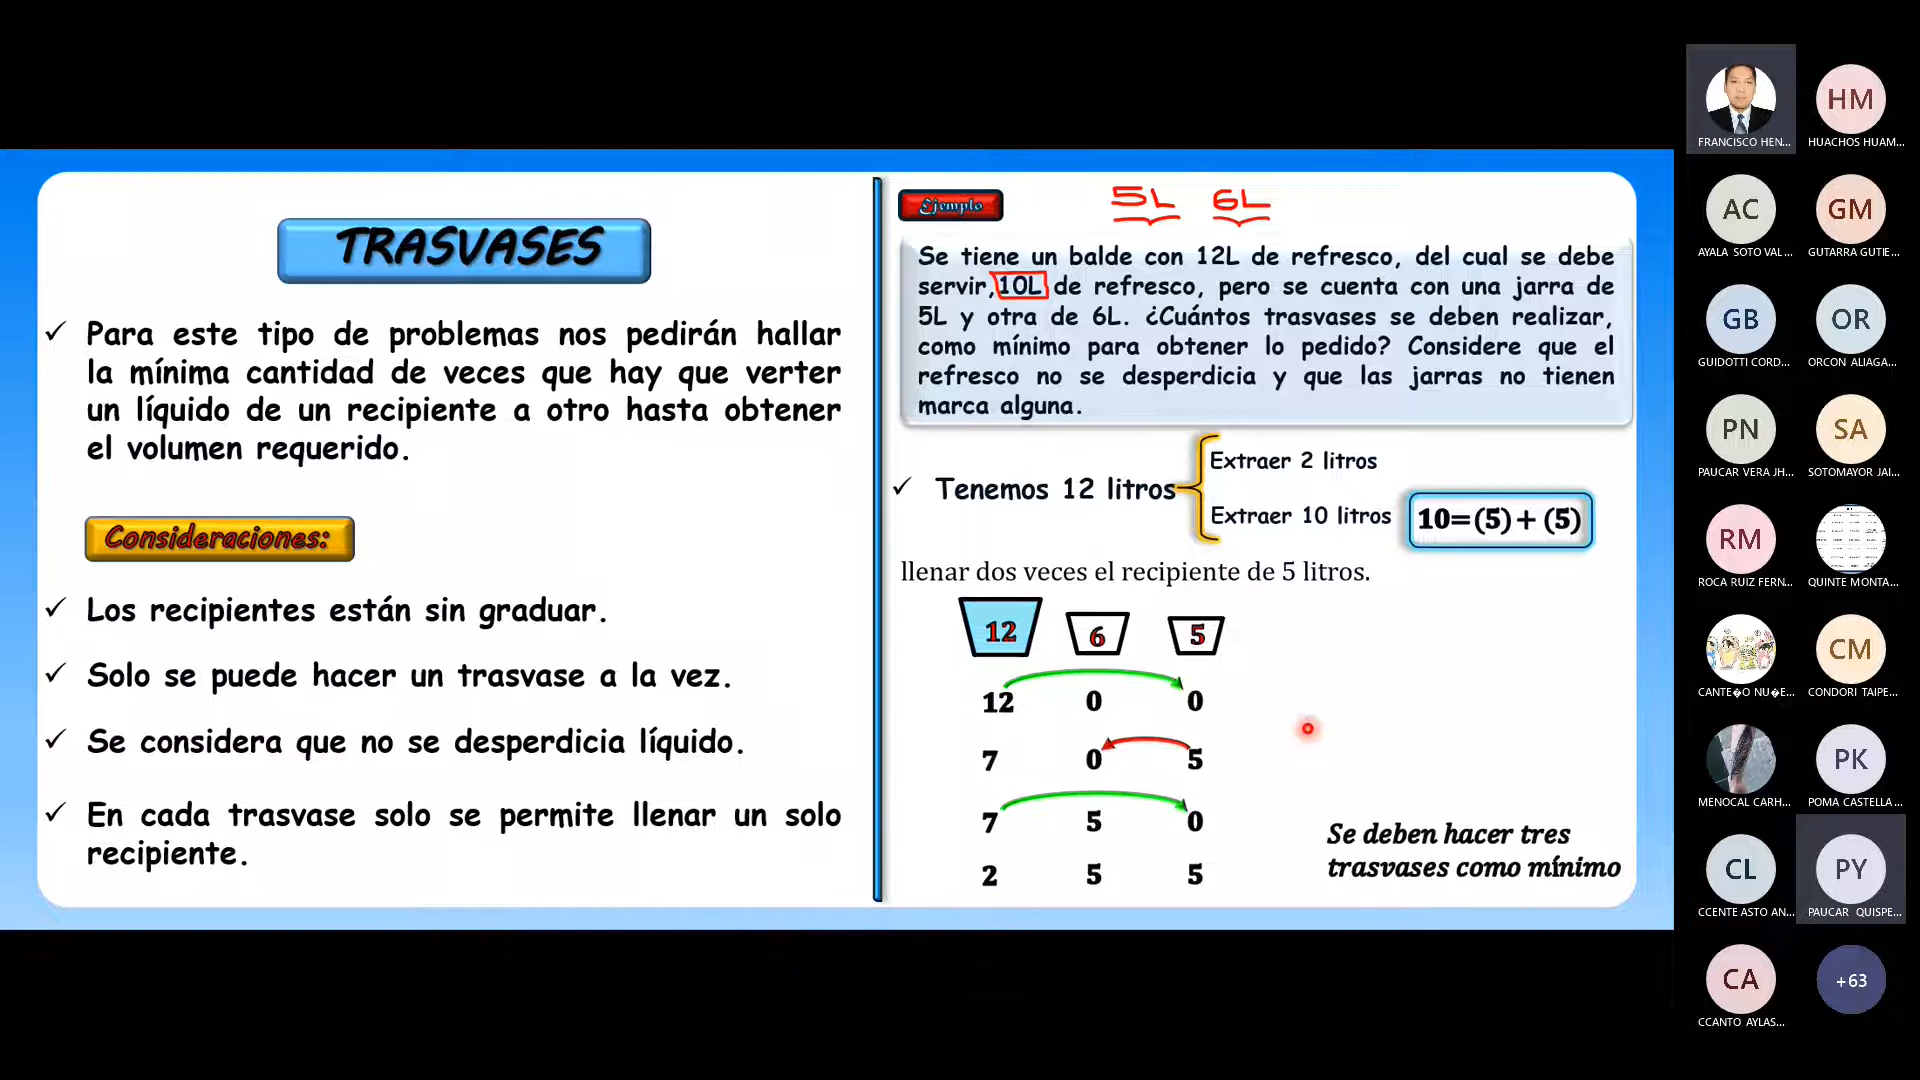 TRASVASES
✓ Para este tipo de problemas nos pedirán hallar
la mínima cantidad de veces que hay que verter
un líquido de un recipiente a otro hasta obtener
el volumen requerido.
Consideraciones:
✓ Los recipientes están sin graduar.
✓ Solo se puede hacer un trasvase a la vez.
✓ Se considera que no se desperdicia líquido.
✓ En cada trasvase solo se permite llenar un solo
recipiente.
Ejemplo
5L 6L
Se tiene un balde con 12L de refresco, del cual se debe
servir, 10L de refresco, pero se cuenta con una jarra de
5L y otra de 6L. ¿Cuántos trasvases se deben realizar,
como mínimo para obtener lo pedido? Considere que el
refresco no se desperdicia y que las jarras no tienen
marca alguna.
✓ Tenemos 12 litros
Extraer 2 litros
Extraer 10 litros
10=(5)+(5)
llenar dos veces el recipiente de 5 litros.
12 6 5
12 0 0
7 0 5
7 5 0
2 5 5
Se deben hacer tres
trasvases como mínimo
FRANCISCO HEN...
HM
HUACHOS HUAM...
AC
AYALA SOTO VAL...
GM
GUTARRA GUTIE...
GB
GUIDOTTI CORD...
OR
ORCON ALIAGA...
PN
PAUCAR VERA JH...
SA
SOTOMAYOR JAI...
RM
ROCA RUIZ FERN...
QUINTE MONTA...
CANTE�O NU�E...
CM
CONDORI TAIPE...
MENOCAL CARH...
PK
POMA CASTELLA...
CL
CCENTE ASTO AN...
PY
PAUCAR QUISPE...
CA
CCANTO AYLAS...
+63